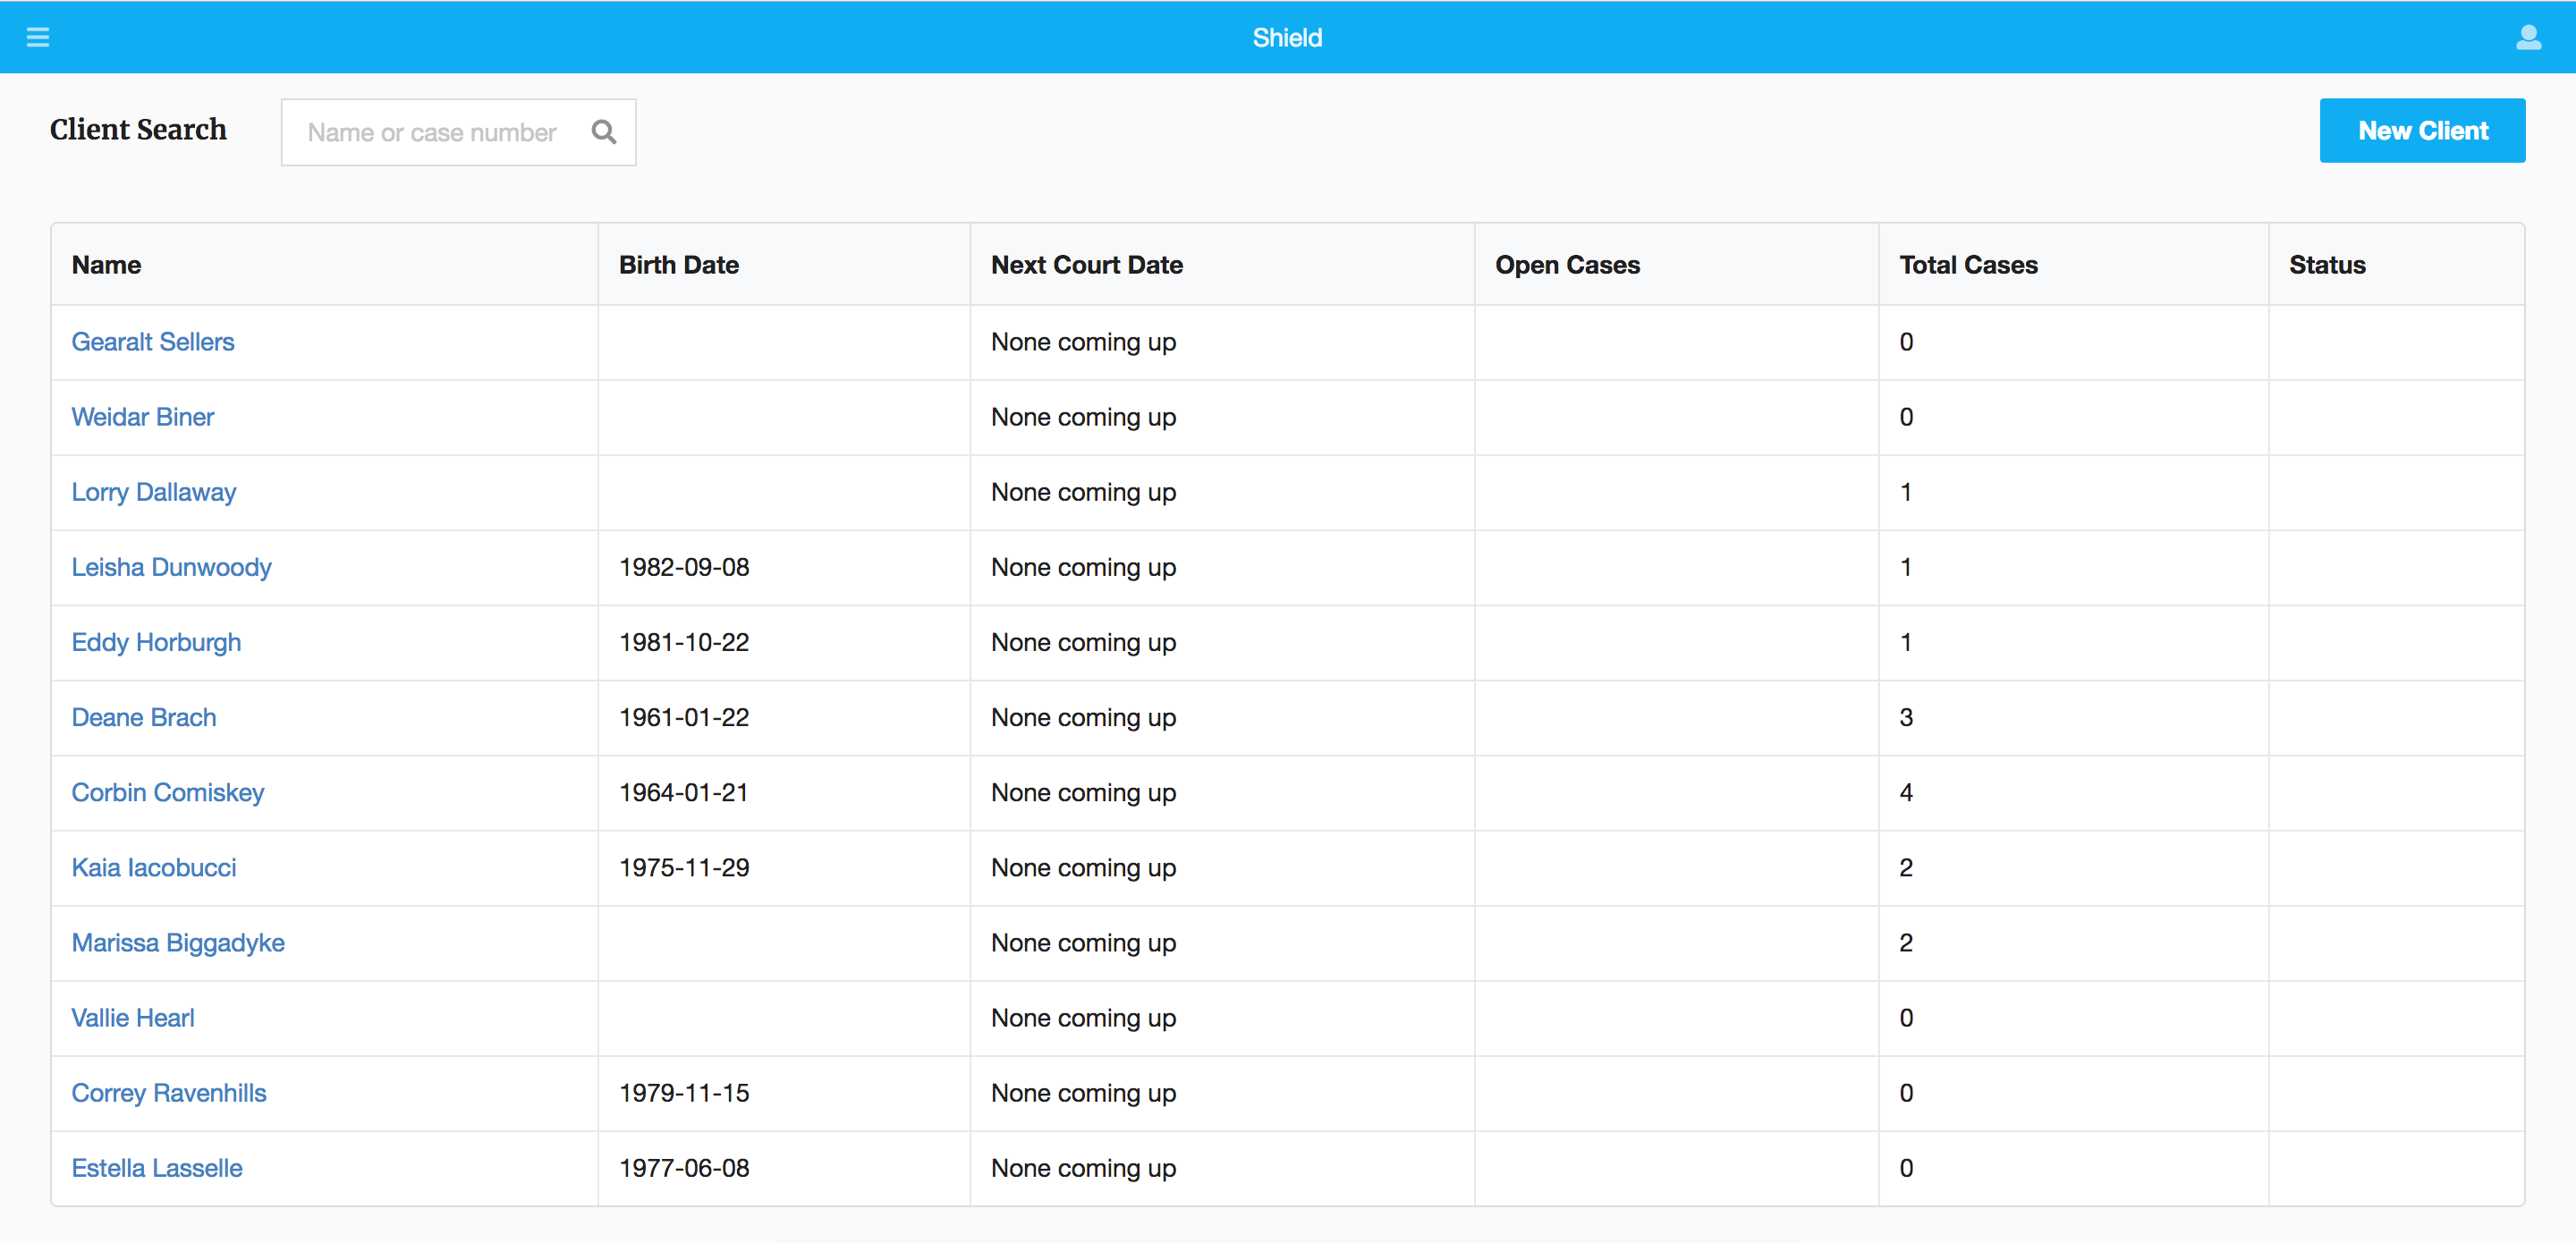 Shield
Client Search
Name or case number
New Client
Name Birth Date Next Court Date Open Cases Total Cases Status
Gearalt Sellers None coming up 0
Weidar Biner None coming up 0
Lorry Dallaway None coming up 1
Leisha Dunwoody 1982-09-08 None coming up 1
Eddy Horburgh 1981-10-22 None coming up 1
Deane Brach 1961-01-22 None coming up 3
Corbin Comiskey 1964-01-21 None coming up 4
Kaia Iacobucci 1975-11-29 None coming up 2
Marissa Biggadyke None coming up 2
Vallie Hearl None coming up 0
Correy Ravenhills 1979-11-15 None coming up 0
Estella Lasselle 1977-06-08 None coming up 0